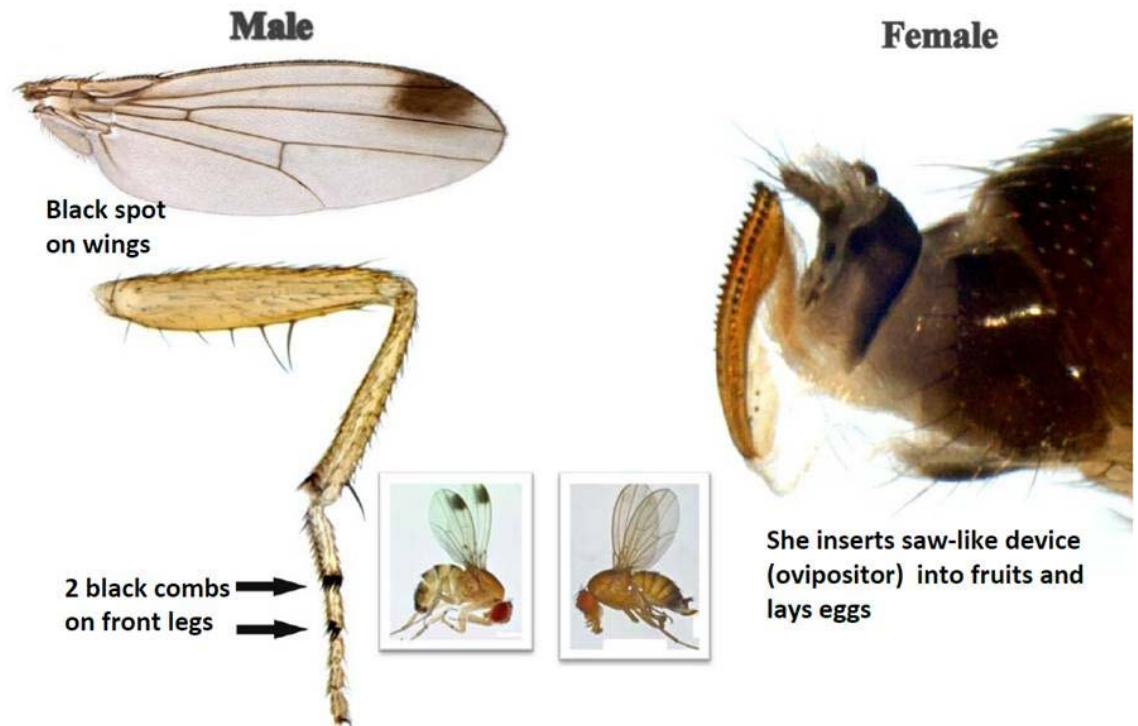 Male
Female
Black spot
on wings
2 black combs
on front legs
She inserts saw-like device
(ovipositor) into fruits and
lays eggs